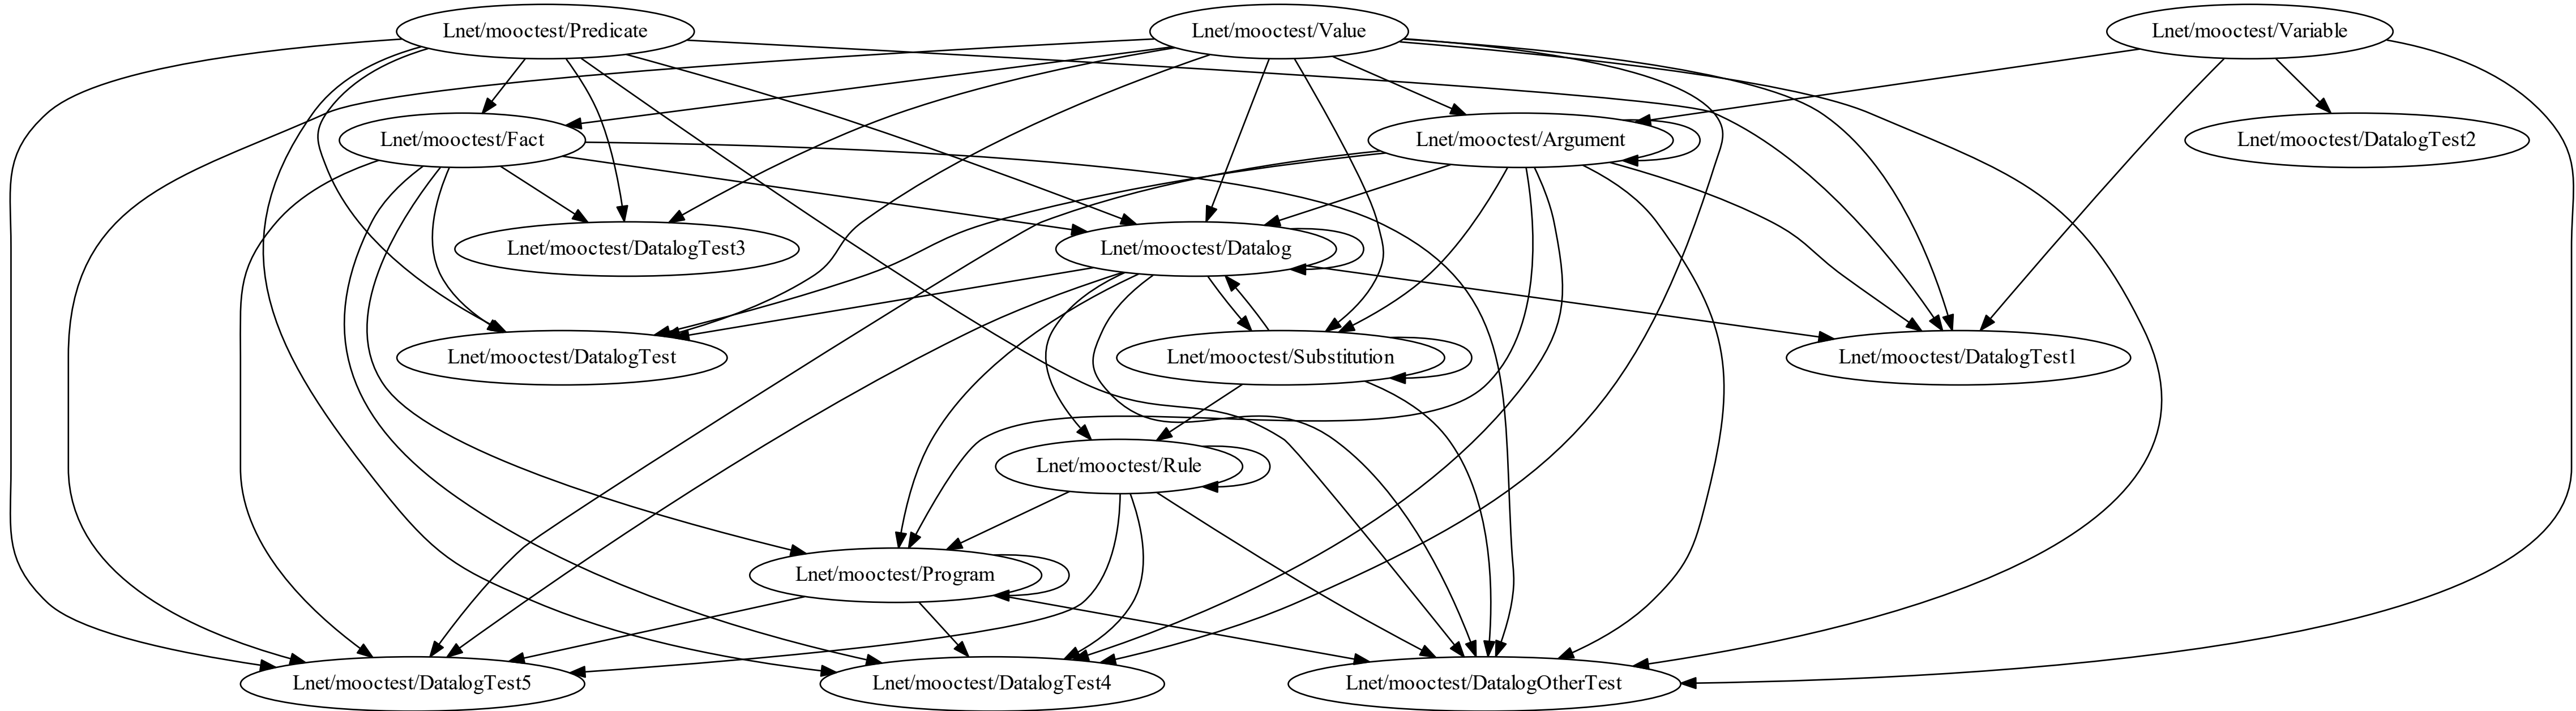 Lnet/mooctest/Predicate
Lnet/mooctest/Value
Lnet/mooctest/Variable
Lnet/mooctest/Fact
Lnet/mooctest/Argument
Lnet/mooctest/DatalogTest2
Lnet/mooctest/DatalogTest3
Lnet/mooctest/Datalog
Lnet/mooctest/DatalogTest
Lnet/mooctest/Substitution
Lnet/mooctest/DatalogTest1
Lnet/mooctest/Rule
Lnet/mooctest/Program
Lnet/mooctest/DatalogTest5
Lnet/mooctest/DatalogTest4
Lnet/mooctest/DatalogOtherTest